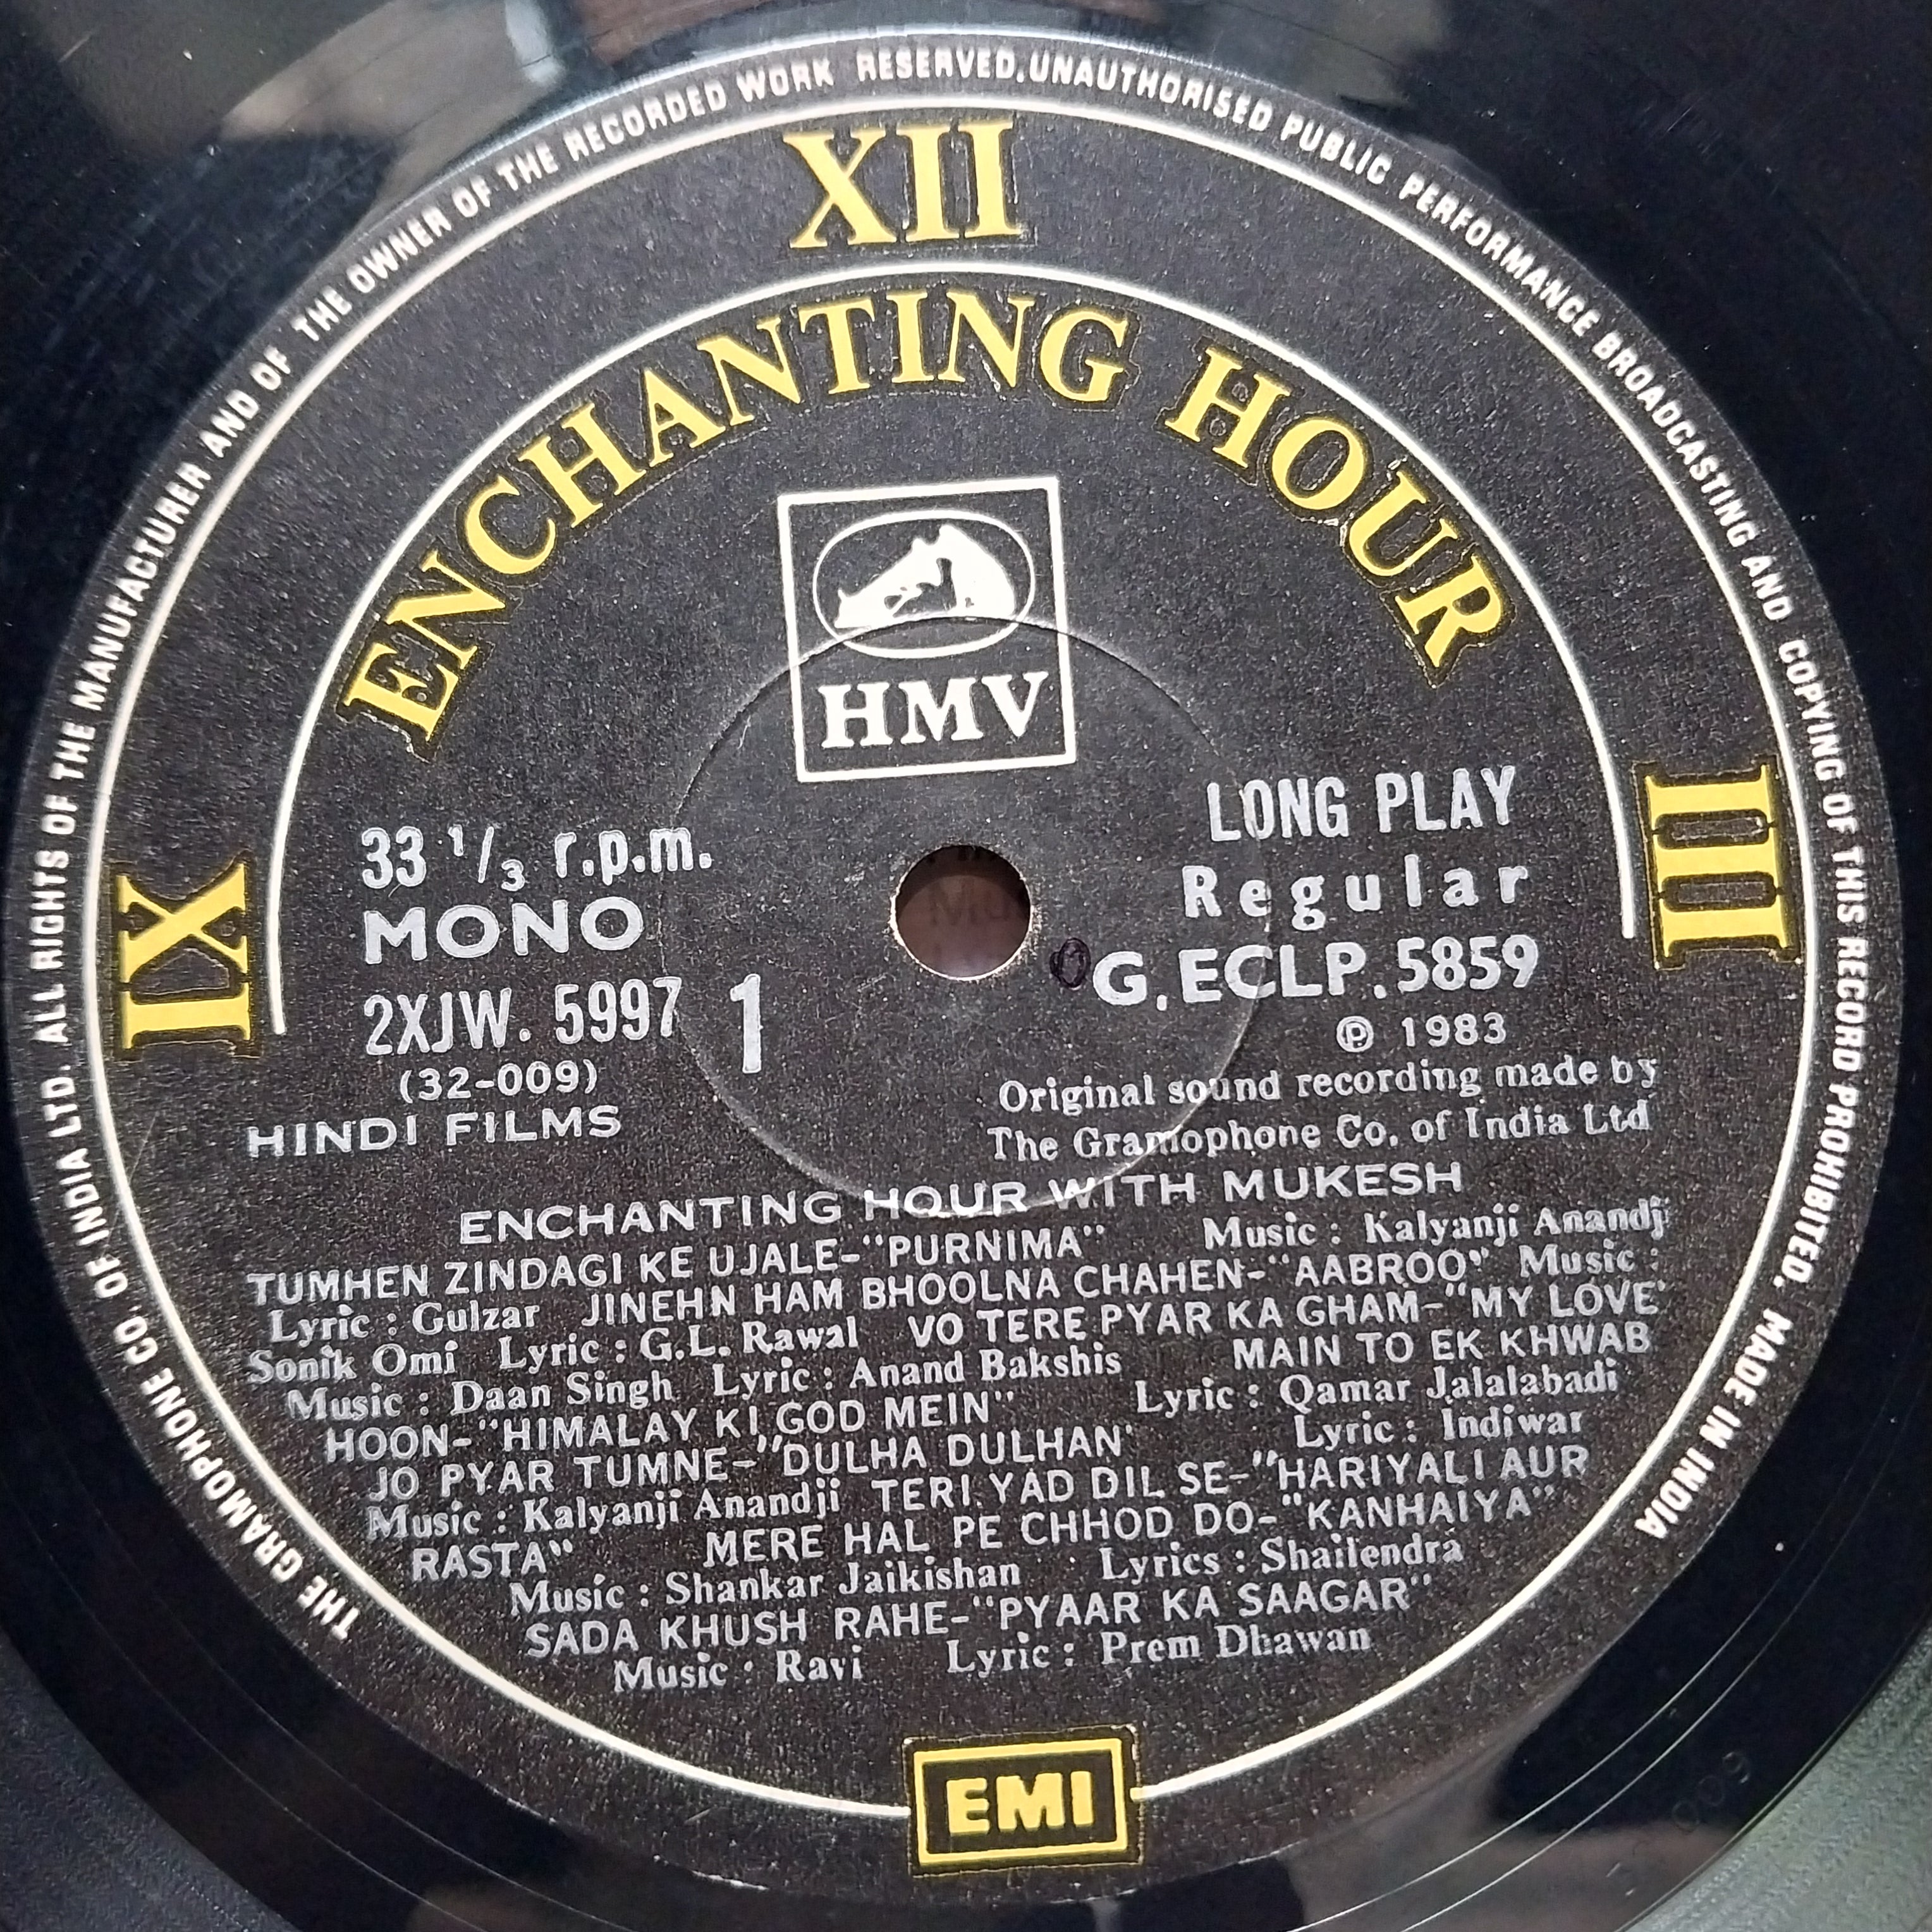 THE GRAMOPHONE CO. OF INDIA LTD. ALL RIGHTS OF THE MANUFACTURER AND OF THE OWNER OF THE RECORDED WORK RESERVED. UNAUTHORISED PUBLIC PERFORMANCE BROADCASTING AND COPYING OF THIS RECORD PROHIBITED. MADE IN INDIA
XII
ENCHANTING HOUR
HMV
IX
III
33 1/3 r.p.m.
MONO
2XJW. 5997 1
(32-009)
HINDI FILMS
LONG PLAY
Regular
G.ECLP.5859
℗ 1983
Original sound recording made by
The Gramophone Co. of India Ltd
ENCHANTING HOUR WITH MUKESH
TUMHEN ZINDAGI KE UJALE-"PURNIMA" Music : Kalyanji Anandji
Lyric : Gulzar JINEHN HAM BHOOLNA CHAHEN-"AABROO" Music :
Sonik Omi Lyric : G.L. Rawal VO TERE PYAR KA GHAM-"MY LOVE'
Music : Daan Singh Lyric : Anand Bakshis MAIN TO EK KHWAB
HOON-"HIMALAY KI GOD MEIN" Lyric : Qamar Jalalabadi
JO PYAR TUMNE-"DULHA DULHAN' Lyric : Indiwar
Music : Kalyanji Anandji TERI YAD DIL SE-"HARIYALI AUR
RASTA" MERE HAL PE CHHOD DO-"KANHAIYA"
Music : Shankar Jaikishan Lyrics : Shailendra
SADA KHUSH RAHE-"PYAAR KA SAAGAR"
Music : Ravi Lyric : Prem Dhawan
EMI